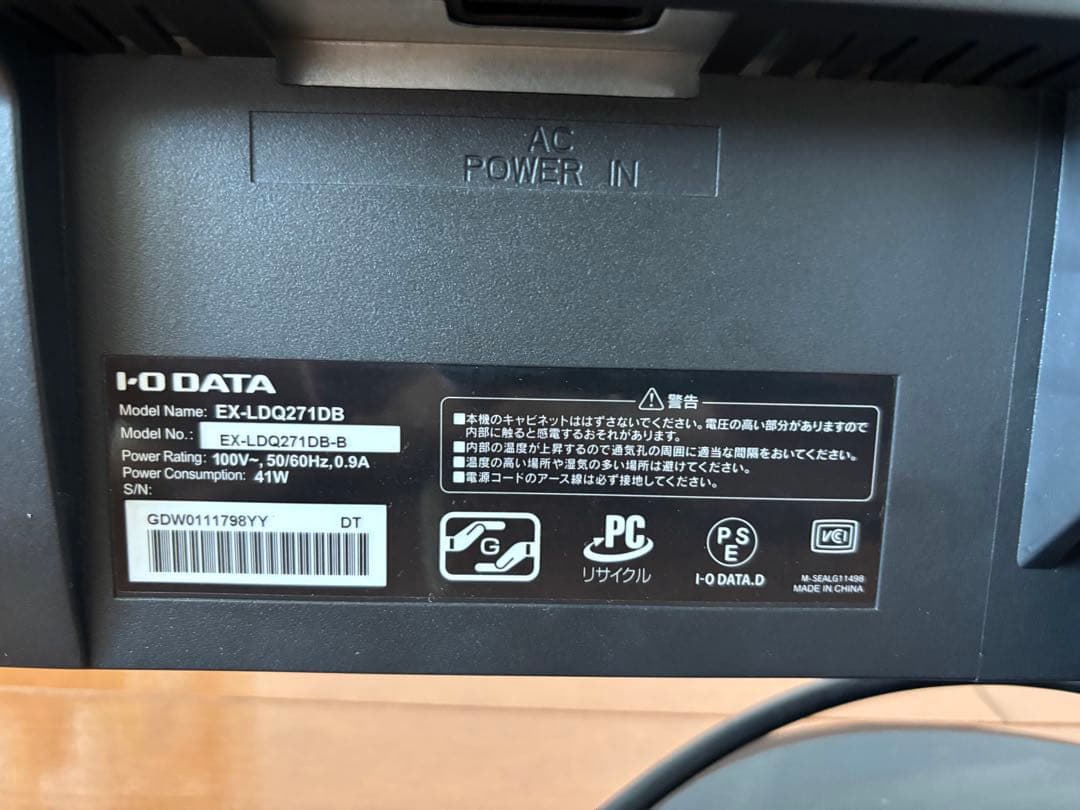 AC
POWER IN
I-O DATA
Model Name: EX-LDQ271DB
Model No.: EX-LDQ271DB-B
Power Rating: 100V~, 50/60Hz, 0.9A
Power Consumption: 41W
S/N:
GDW0111798YY DT
⚠警告
■本機のキャビネットははずさないでください。電圧の高い部分がありますので
内部に触ると感電するおそれがあります。
■内部の温度が上昇するので通気孔の周囲に適当な間隔をおいてください。
■温度の高い場所や湿気の多い場所は避けてください。
■電源コードのアース線は必ず接地してください。
G
PC
リサイクル
PS
E
I-O DATA.D
VCI
M-SEALG11498
MADE IN CHINA